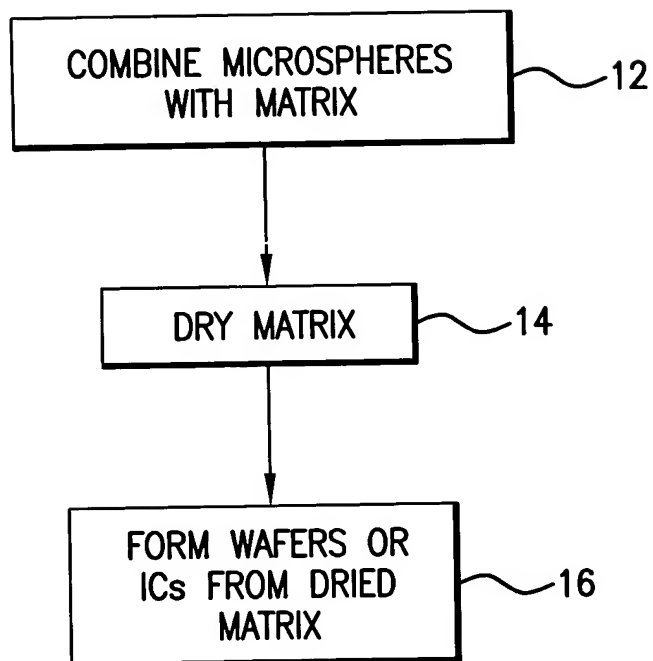 COMBINE MICROSPHERES
WITH MATRIX
12
DRY MATRIX
14
FORM WAFERS OR
ICs FROM DRIED
MATRIX
16